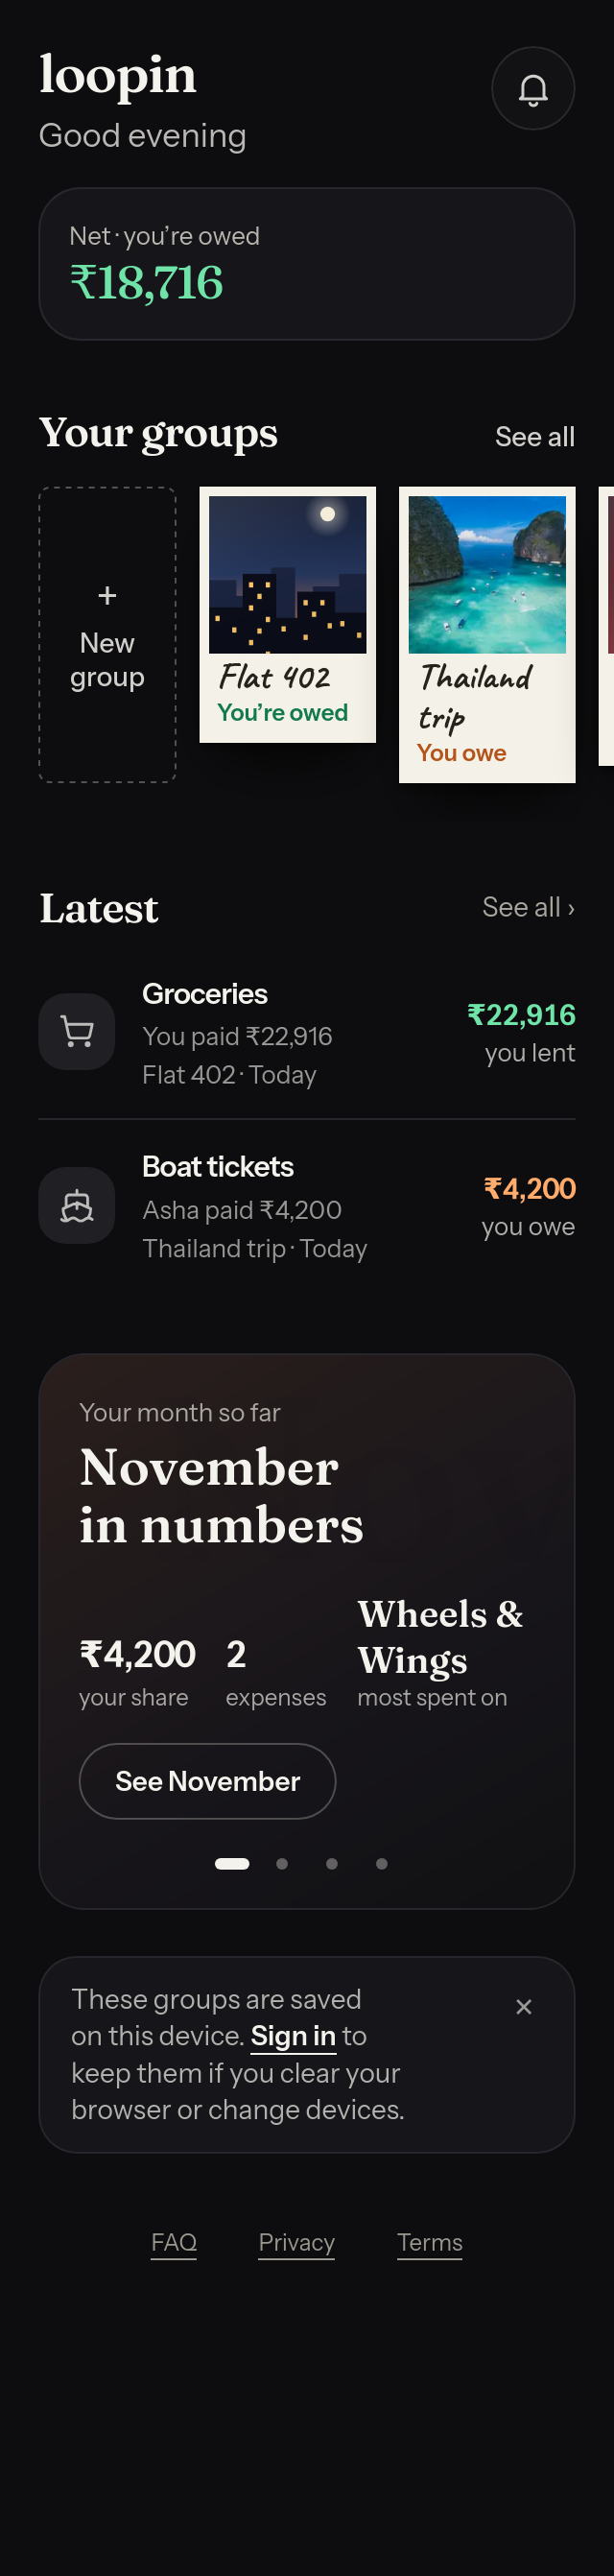 loopin
Good evening
Net · you’re owed
₹18,716
Your groups
See all
+
New
group
Flat 402
You’re owed
Thailand
trip
You owe
Latest
See all ›
Groceries
You paid ₹22,916
Flat 402 · Today
₹22,916
you lent
Boat tickets
Asha paid ₹4,200
Thailand trip · Today
₹4,200
you owe
Your month so far
November
in numbers
₹4,200
your share
2
expenses
Wheels &
Wings
most spent on
See November
These groups are saved
on this device. Sign in to
keep them if you clear your
browser or change devices.
FAQ
Privacy
Terms